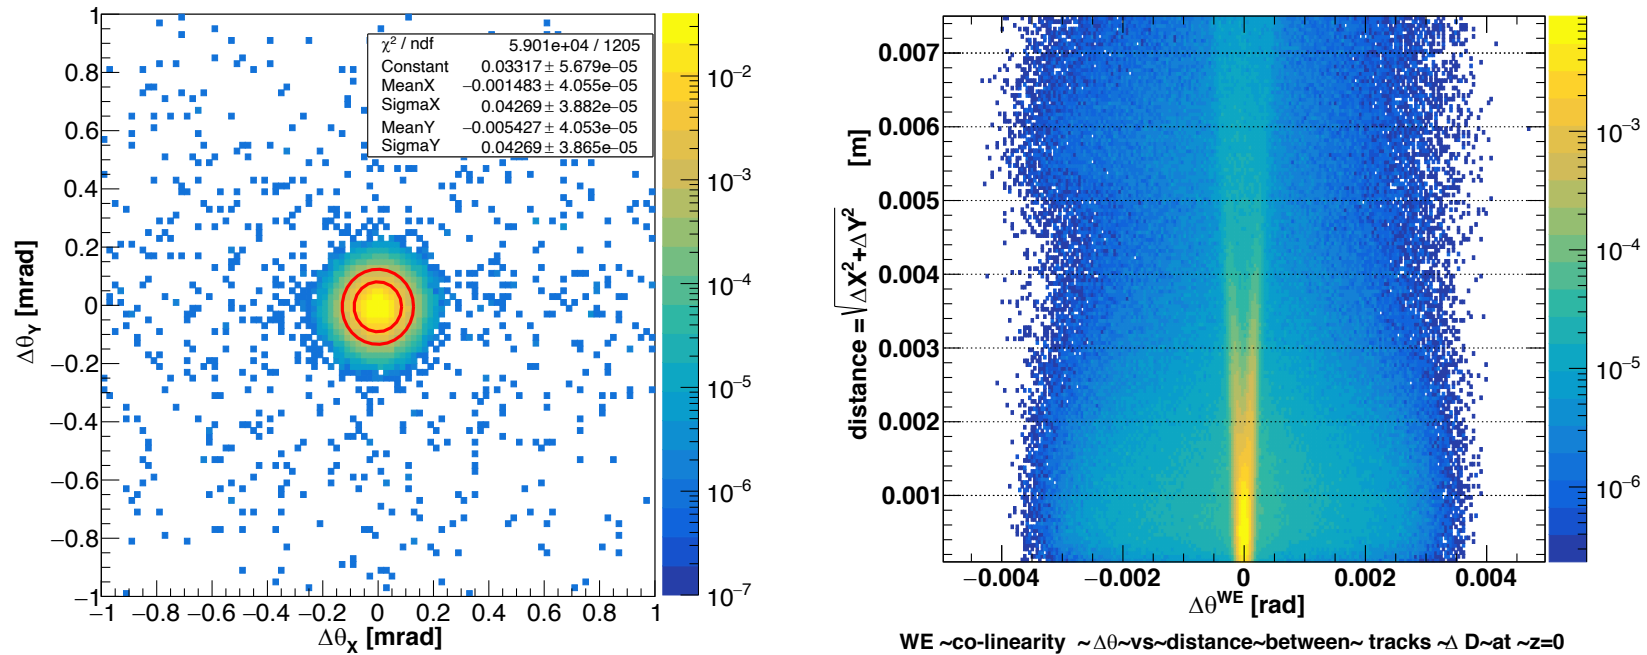 χ² / ndf 5.901e+04 / 1205
Constant 0.03317 ± 5.679e−05
MeanX −0.001483 ± 4.055e−05
SigmaX 0.04269 ± 3.882e−05
MeanY −0.005427 ± 4.053e−05
SigmaY 0.04269 ± 3.865e−05
1
0.8
0.6
0.4
0.2
0
−0.2
−0.4
−0.6
−0.8
−1
ΔθY [mrad]
−1 −0.8 −0.6 −0.4 −0.2 0 0.2 0.4 0.6 0.8 1
ΔθX [mrad]
10⁻²
10⁻³
10⁻⁴
10⁻⁵
10⁻⁶
10⁻⁷
0.007
0.006
0.005
0.004
0.003
0.002
0.001
distance = √ΔX²+ΔY² [m]
−0.004 −0.002 0 0.002 0.004
Δθ^WE [rad]
10⁻³
10⁻⁴
10⁻⁵
10⁻⁶
WE ~co-linearity ~Δθ~vs~distance~between~ tracks ~Δ D~at ~z=0